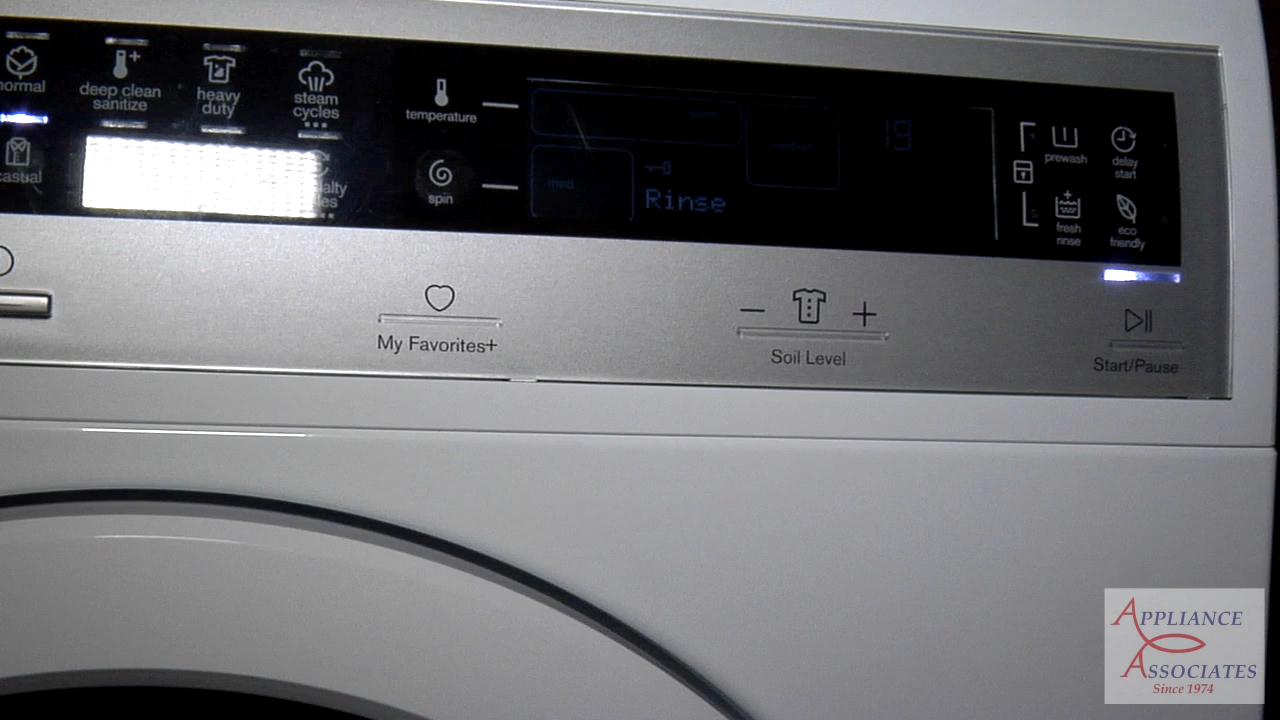 normal
deep clean
sanitize
heavy
duty
steam
cycles
casual
temperature
spin
med
Rinse
19
prewash
delay
start
fresh
rinse
eco
friendly
My Favorites+
Soil Level
Start/Pause
APPLIANCE
ASSOCIATES
Since 1974